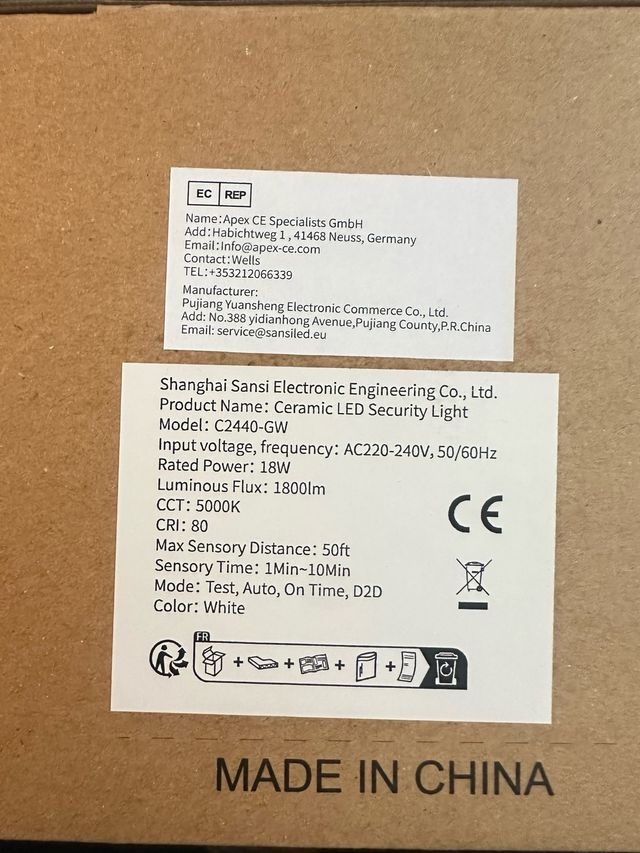 EC REP
Name:Apex CE Specialists GmbH
Add:Habichtweg 1 , 41468 Neuss, Germany
Email:Info@apex-ce.com
Contact:Wells
TEL:+353212066339
Manufacturer:
Pujiang Yuansheng Electronic Commerce Co., Ltd.
Add: No.388 yidianhong Avenue,Pujiang County,P.R.China
Email: service@sansiled.eu
Shanghai Sansi Electronic Engineering Co., Ltd.
Product Name: Ceramic LED Security Light
Model: C2440-GW
Input voltage, frequency: AC220-240V, 50/60Hz
Rated Power: 18W
Luminous Flux: 1800lm
CCT: 5000K
CRI: 80
Max Sensory Distance: 50ft
Sensory Time: 1Min~10Min
Mode: Test, Auto, On Time, D2D
Color: White
CE
FR
MADE IN CHINA